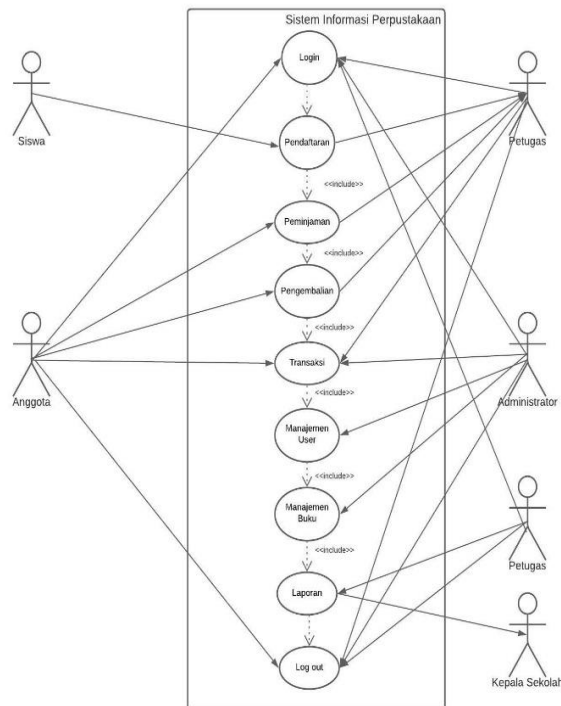 Sistem Informasi Perpustakaan
Login
Siswa
Petugas
Pendaftaran
<<include>>
Peminjaman
<<include>>
Pengembalian
<<include>>
Transaksi
Anggota
Administrator
<<include>>
Manajemen
User
<<include>>
Manajemen
Buku
<<include>>
Petugas
Laporan
Log out
Kepala Sekolah